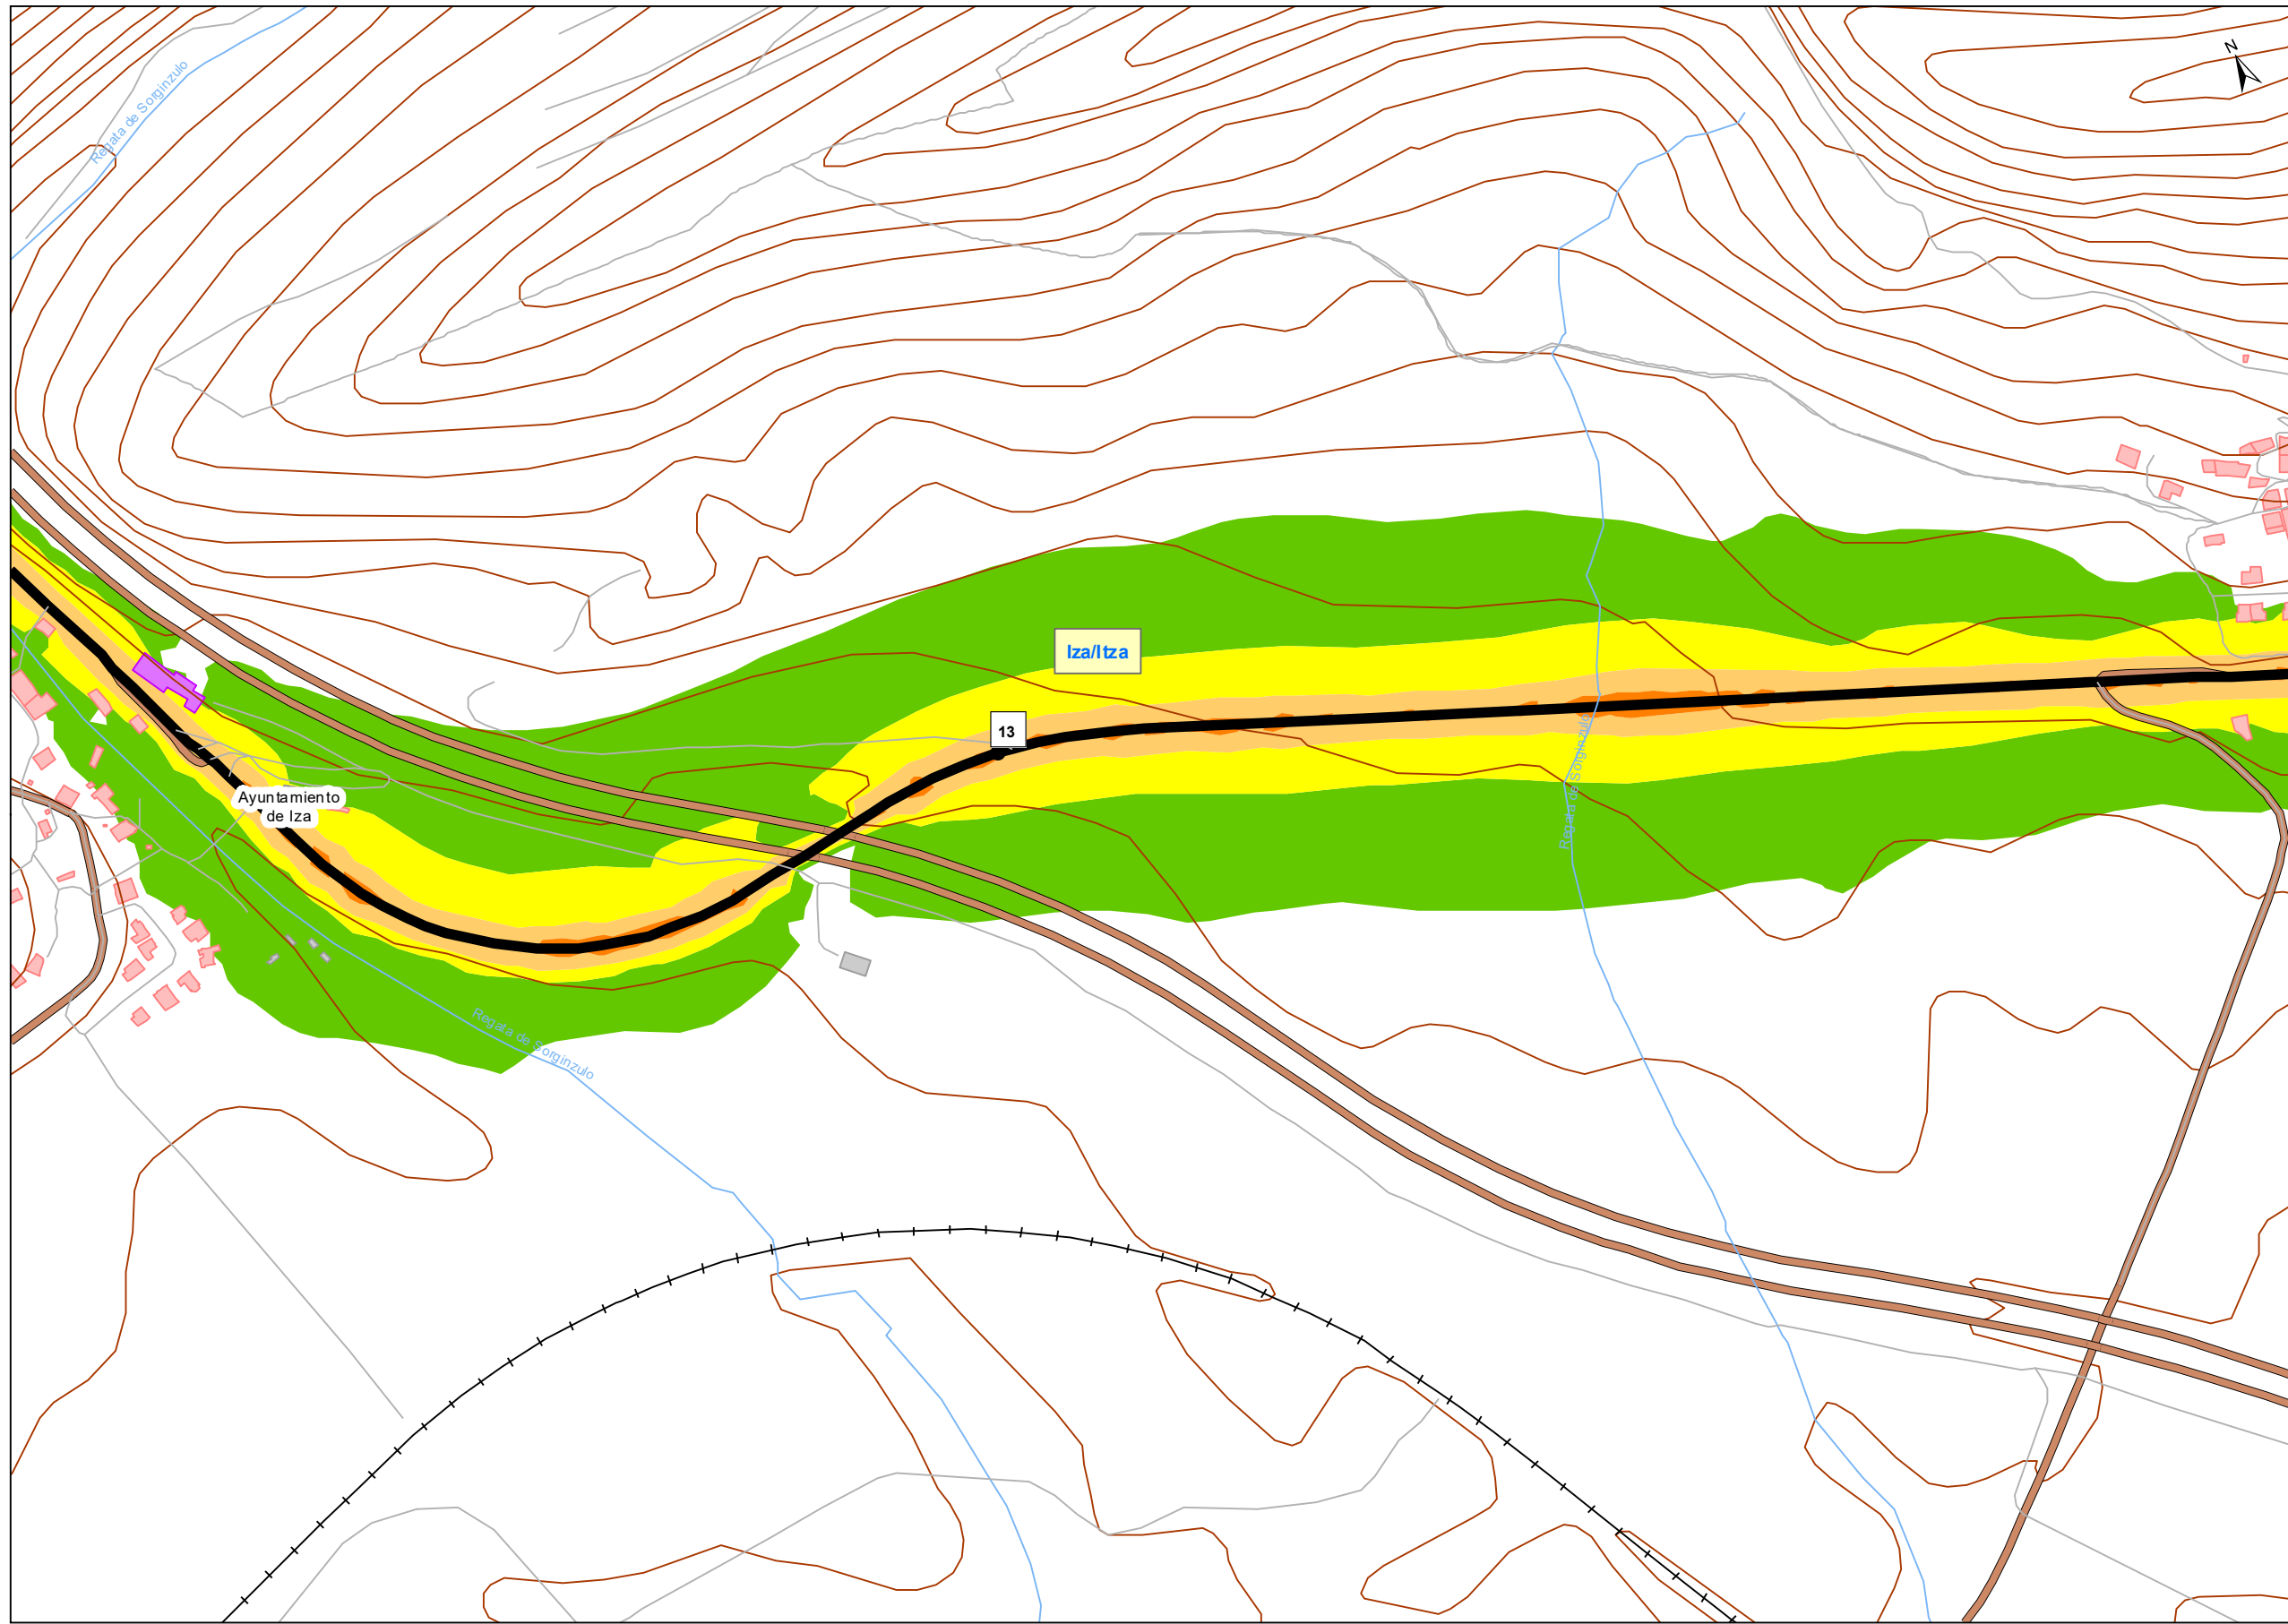 N
Regata de Sorginzulo
Iza/Itza
13
Ayuntamiento
de Iza
Regata de Sorginzulo
Regata de Sorginzulo